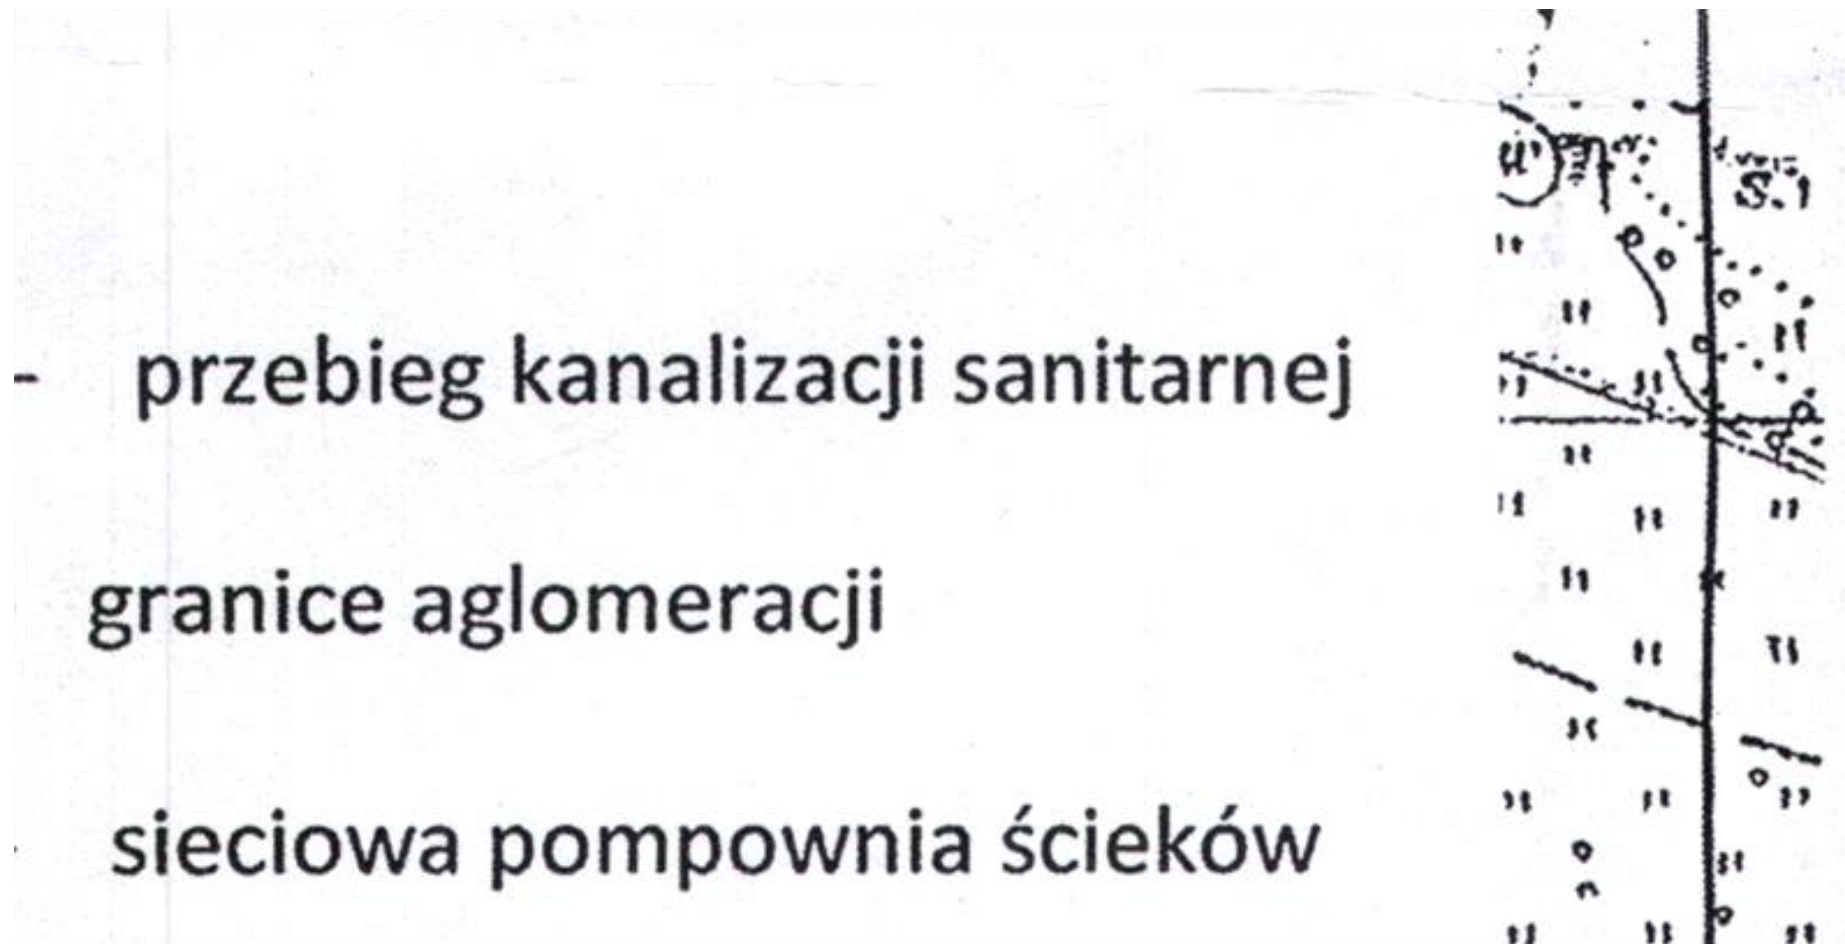 - przebieg kanalizacji sanitarnej
granice aglomeracji
sieciowa pompownia ścieków